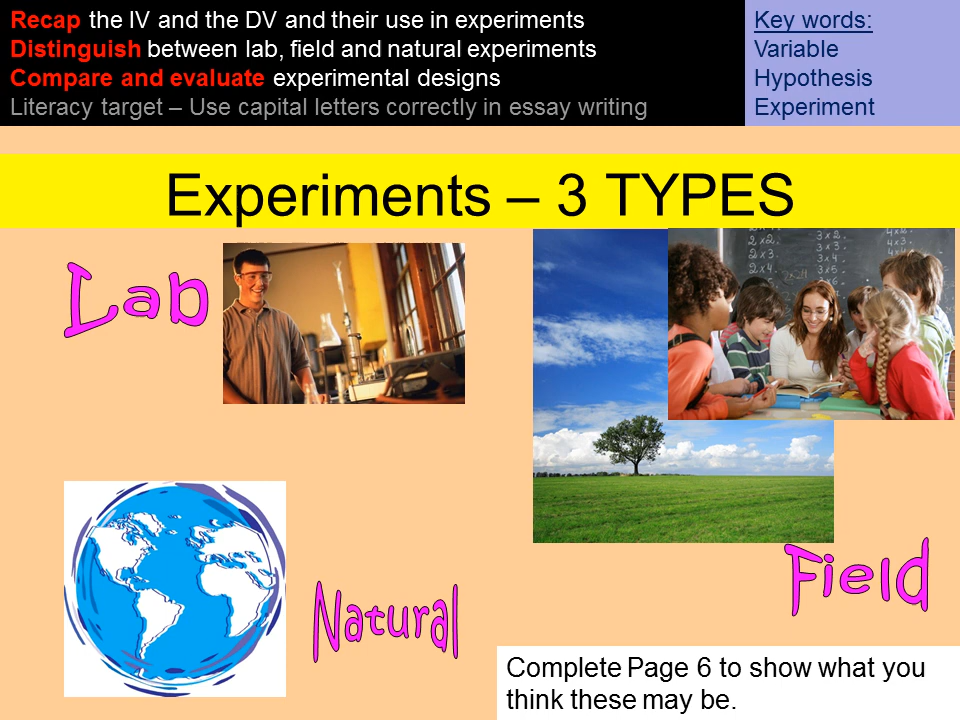 Recap the IV and the DV and their use in experiments
Distinguish between lab, field and natural experiments
Compare and evaluate experimental designs
Literacy target – Use capital letters correctly in essay writing
Key words:
Variable
Hypothesis
Experiment
Experiments – 3 TYPES
Lab
Field
Natural
Complete Page 6 to show what you
think these may be.